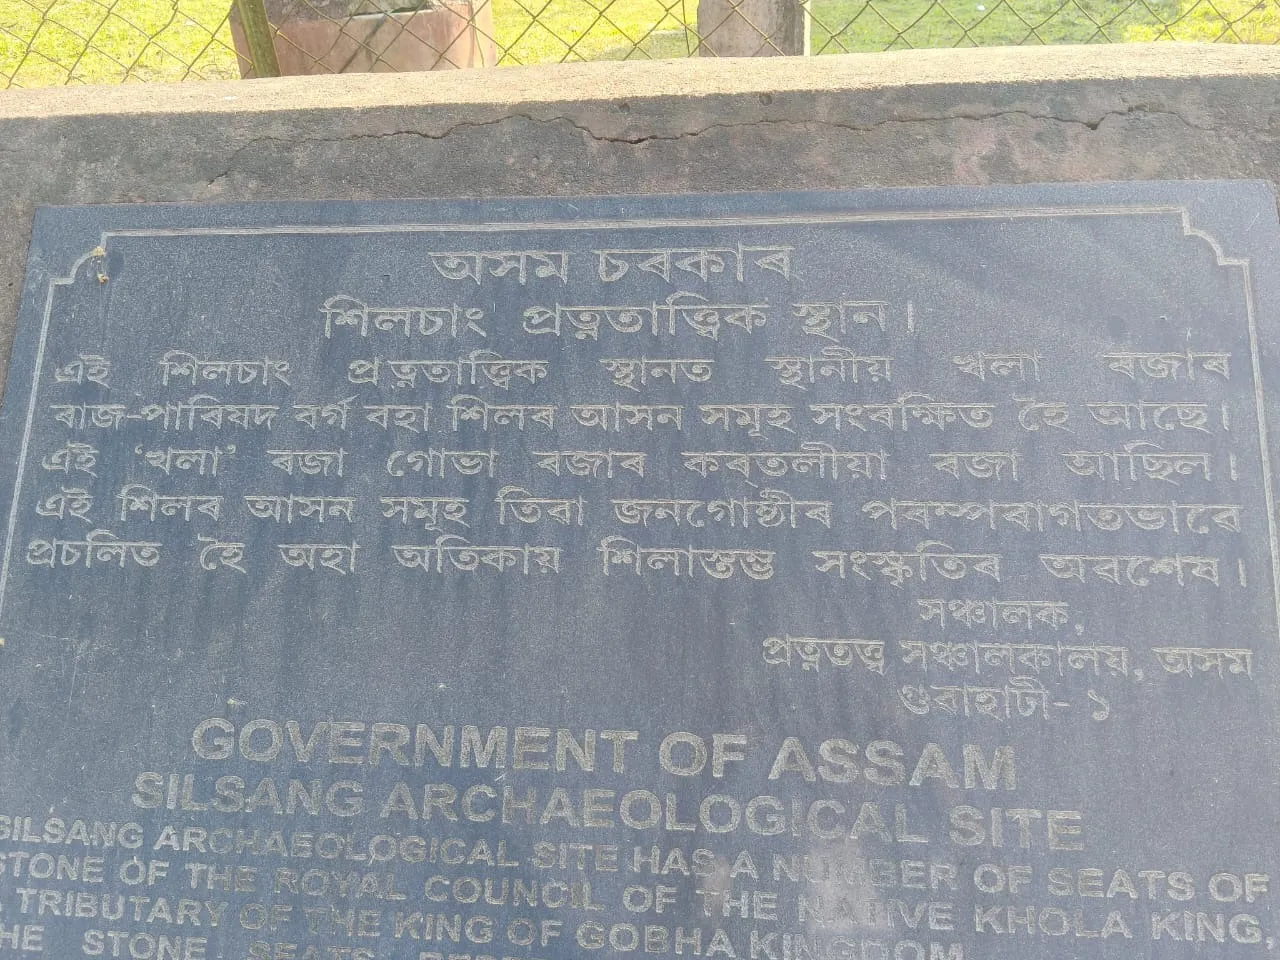 অসম চৰকাৰ
শিলচাং প্ৰত্নতাত্ত্বিক স্থান।
এই শিলচাং প্ৰত্নতাত্ত্বিক স্থানত স্থানীয় খলা ৰজাৰ
ৰাজ-পাৰিষদ বৰ্গ বহা শিলৰ আসন সমূহ সংৰক্ষিত হৈ আছে।
এই ‘খলা’ ৰজা গোভা ৰজাৰ কৰতলীয়া ৰজা আছিল।
এই শিলৰ আসন সমূহ তিৱা জনগোষ্ঠীৰ পৰম্পৰাগতভাৱে
প্ৰচলিত হৈ অহা অতিকায় শিলাস্তম্ভ সংস্কৃতিৰ অৱশেষ।
সঞ্চালক,
প্ৰত্নতত্ত্ব সঞ্চালকালয়, অসম
গুৱাহাটী- ১
GOVERNMENT OF ASSAM
SILSANG ARCHAEOLOGICAL SITE
SILSANG ARCHAEOLOGICAL SITE HAS A NUMBER OF SEATS OF
STONE OF THE ROYAL COUNCIL OF THE NATIVE KHOLA KING,
TRIBUTARY OF THE KING OF GOBHA KINGDOM.
THE STONE SEATS